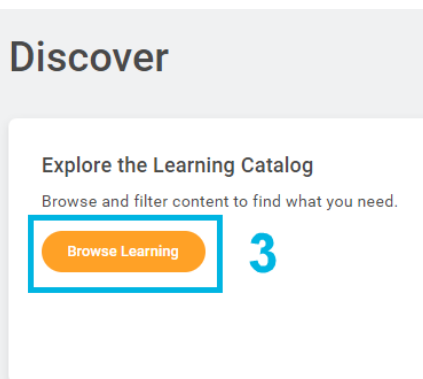 Discover
Explore the Learning Catalog
Browse and filter content to find what you need.
Browse Learning
3